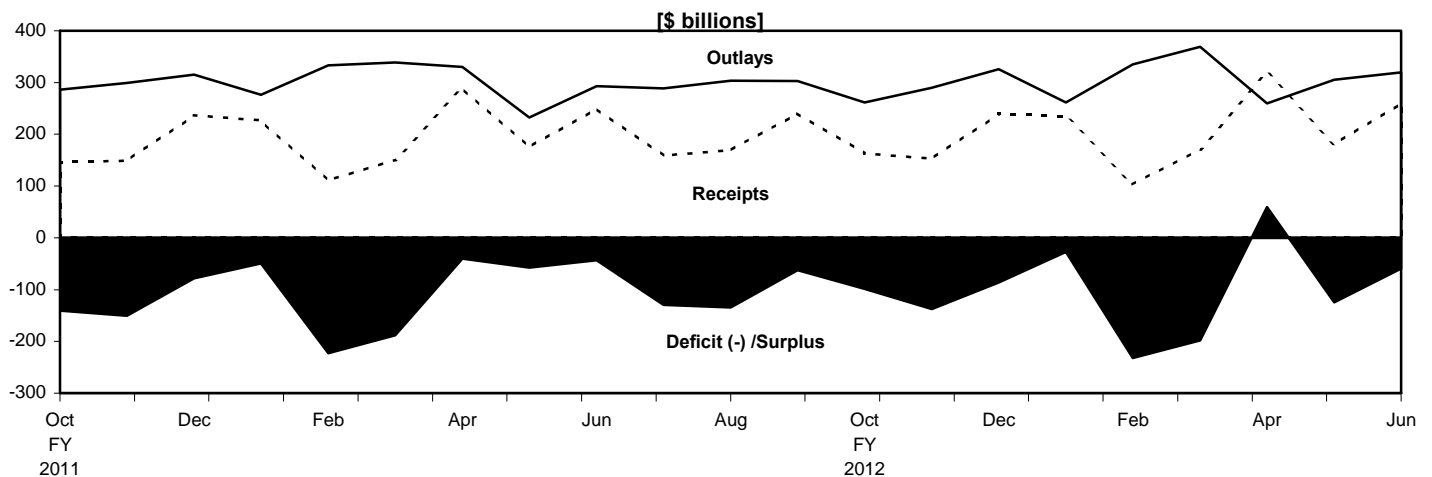 [$ billions]
400
300
200
100
0
-100
-200
-300
Outlays
Receipts
Deficit (-) /Surplus
Oct Dec Feb Apr Jun Aug Oct Dec Feb Apr Jun
FY FY
2011 2012